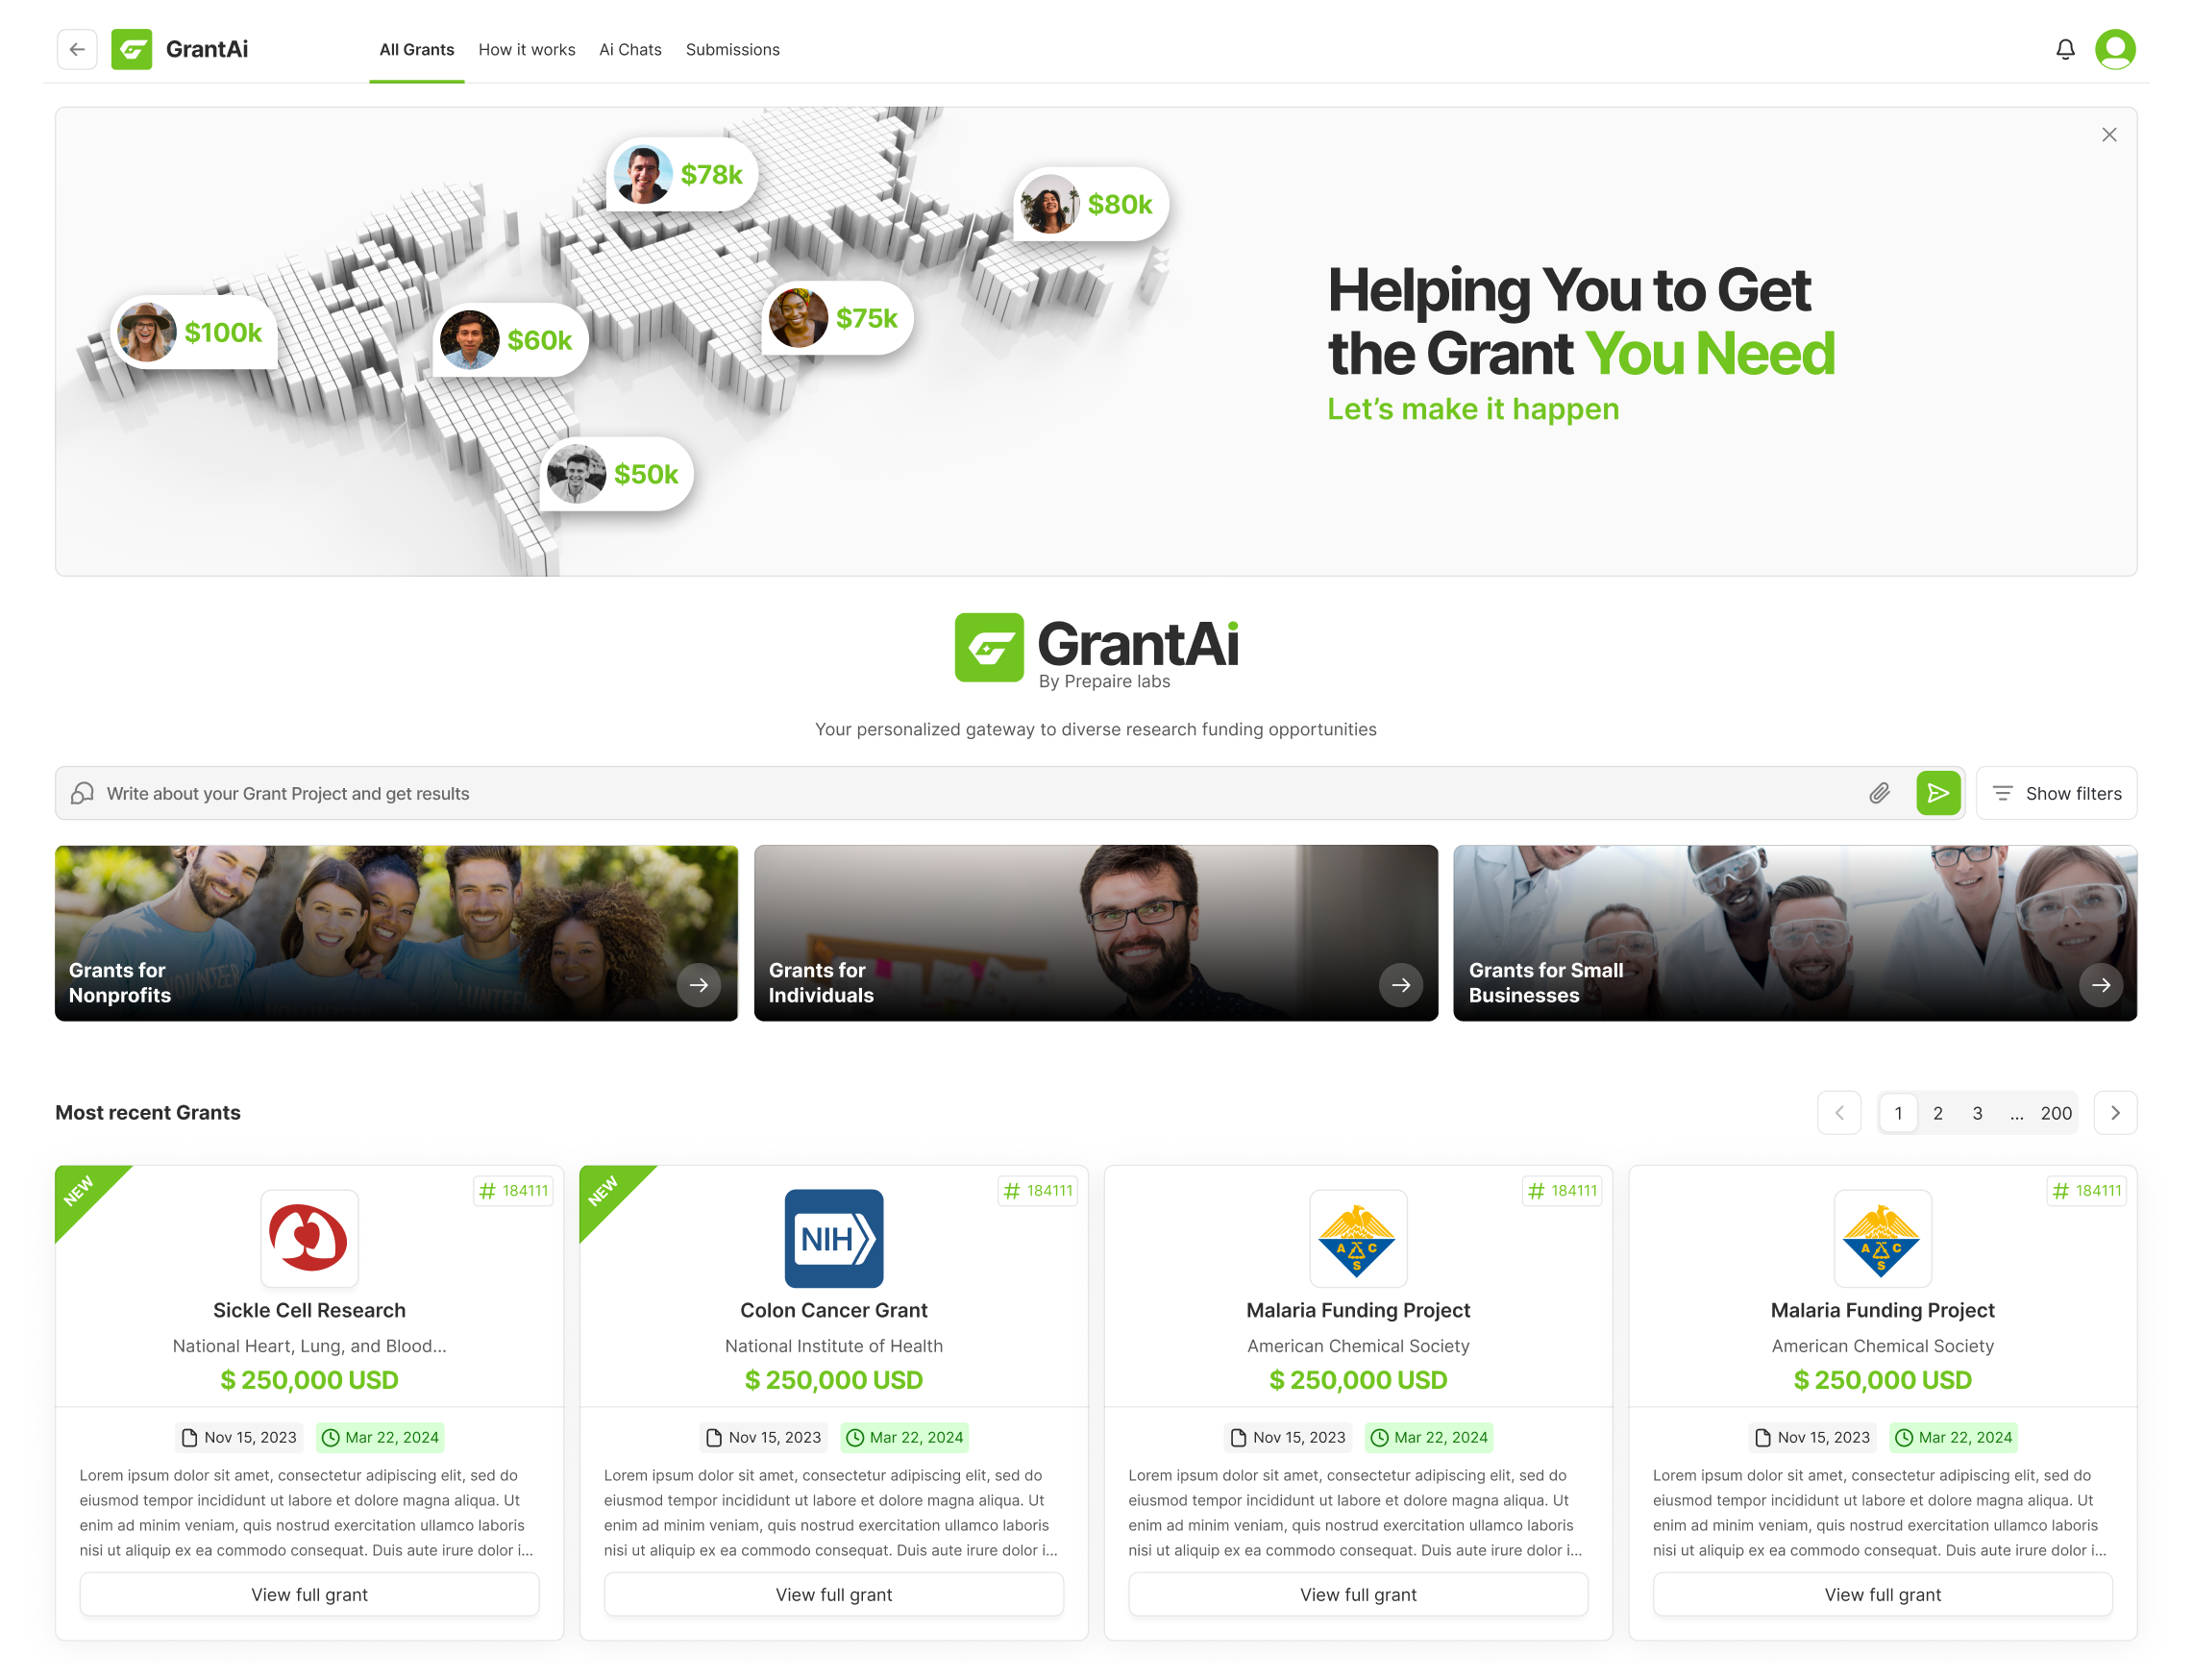 GrantAi
All Grants
How it works
Ai Chats
Submissions
$78k
$80k
$100k
$60k
$75k
$50k
Helping You to Get
the Grant You Need
Let's make it happen
GrantAi
By Prepaire labs
Your personalized gateway to diverse research funding opportunities
Write about your Grant Project and get results
Show filters
VOLUNTEER
Grants for
Nonprofits
Grants for
Individuals
Grants for Small
Businesses
Most recent Grants
1 2 3 ... 200
NEW
# 184111
Sickle Cell Research
National Heart, Lung, and Blood...
$ 250,000 USD
Nov 15, 2023
Mar 22, 2024
Lorem ipsum dolor sit amet, consectetur adipiscing elit, sed do
eiusmod tempor incididunt ut labore et dolore magna aliqua. Ut
enim ad minim veniam, quis nostrud exercitation ullamco laboris
nisi ut aliquip ex ea commodo consequat. Duis aute irure dolor i...
View full grant
NEW
# 184111
NIH
Colon Cancer Grant
National Institute of Health
$ 250,000 USD
Nov 15, 2023
Mar 22, 2024
Lorem ipsum dolor sit amet, consectetur adipiscing elit, sed do
eiusmod tempor incididunt ut labore et dolore magna aliqua. Ut
enim ad minim veniam, quis nostrud exercitation ullamco laboris
nisi ut aliquip ex ea commodo consequat. Duis aute irure dolor i...
View full grant
# 184111
A C
S
Malaria Funding Project
American Chemical Society
$ 250,000 USD
Nov 15, 2023
Mar 22, 2024
Lorem ipsum dolor sit amet, consectetur adipiscing elit, sed do
eiusmod tempor incididunt ut labore et dolore magna aliqua. Ut
enim ad minim veniam, quis nostrud exercitation ullamco laboris
nisi ut aliquip ex ea commodo consequat. Duis aute irure dolor i...
View full grant
# 184111
A C
S
Malaria Funding Project
American Chemical Society
$ 250,000 USD
Nov 15, 2023
Mar 22, 2024
Lorem ipsum dolor sit amet, consectetur adipiscing elit, sed do
eiusmod tempor incididunt ut labore et dolore magna aliqua. Ut
enim ad minim veniam, quis nostrud exercitation ullamco laboris
nisi ut aliquip ex ea commodo consequat. Duis aute irure dolor i...
View full grant